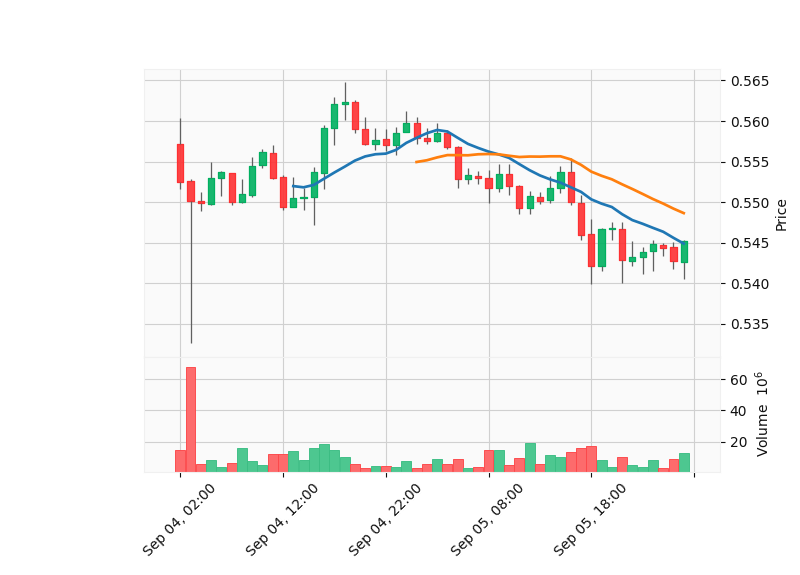 0.565
0.560
0.555
0.550
0.545
0.540
0.535
Price
60
40
20
Volume 10^6
Sep 04, 02:00
Sep 04, 12:00
Sep 04, 22:00
Sep 05, 08:00
Sep 05, 18:00